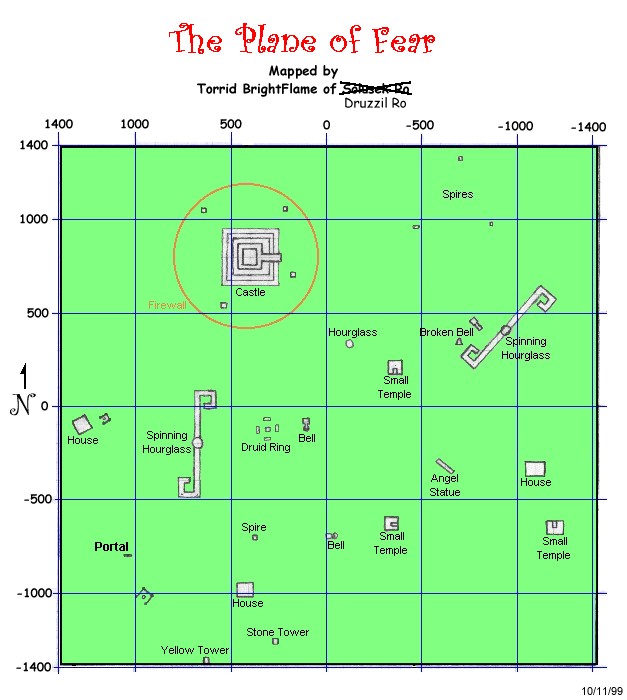 The Plane of Fear
Mapped by
Torrid BrightFlame of Solusek Ro
Druzzil Ro
1400 1000 500 0 -500 -1000 -1400
1400
Spires
1000
Castle
Firewall
500
Hourglass
Broken Bell
Spinning
Hourglass
Small
Temple
N
0
House
Spinning
Hourglass
Druid Ring
Bell
Angel
Statue
House
-500
Spire
Bell
Small
Temple
Small
Temple
Portal
-1000
House
Stone Tower
Yellow Tower
-1400
10/11/99